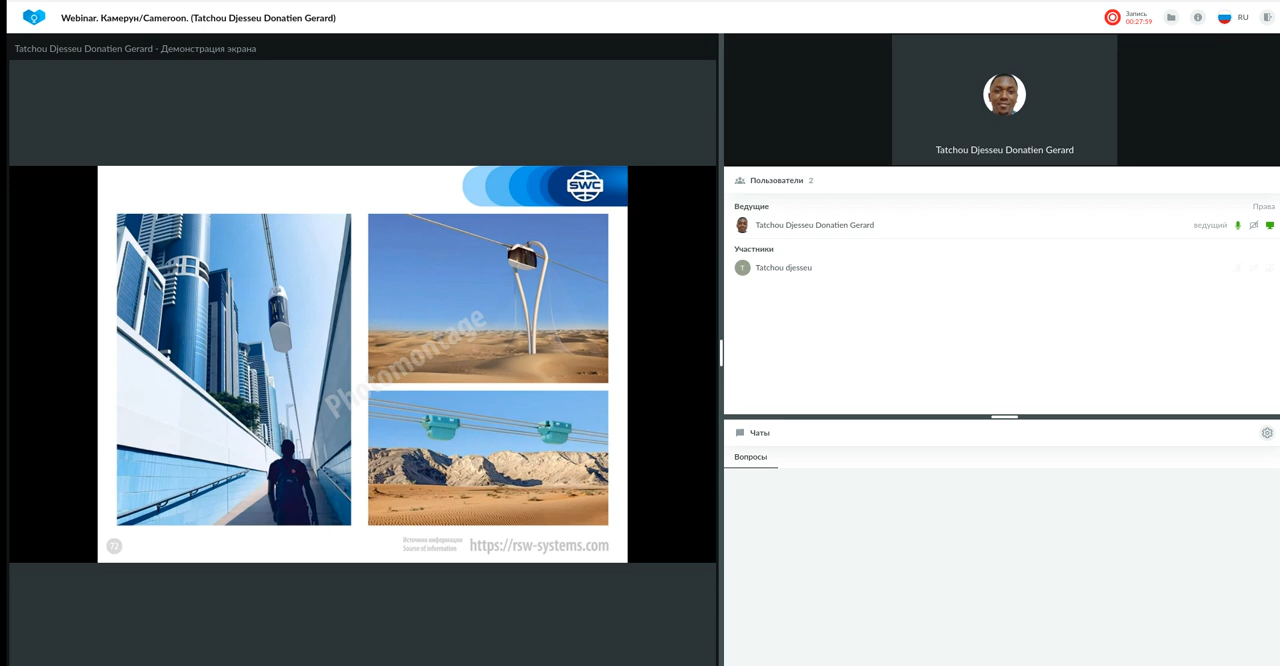 Webinar. Камерун/Cameroon. (Tatchou Djesseu Donatien Gerard)
Запись
00:27:59
RU
Tatchou Djesseu Donatien Gerard - Демонстрация экрана
SWC
Photomontage
72
Источник информации
Sourse of information
https://rsw-systems.com
Tatchou Djesseu Donatien Gerard
Пользователи 2
Ведущие Права
Tatchou Djesseu Donatien Gerard ведущий
Участники
T Tatchou djesseu
Чаты
Вопросы